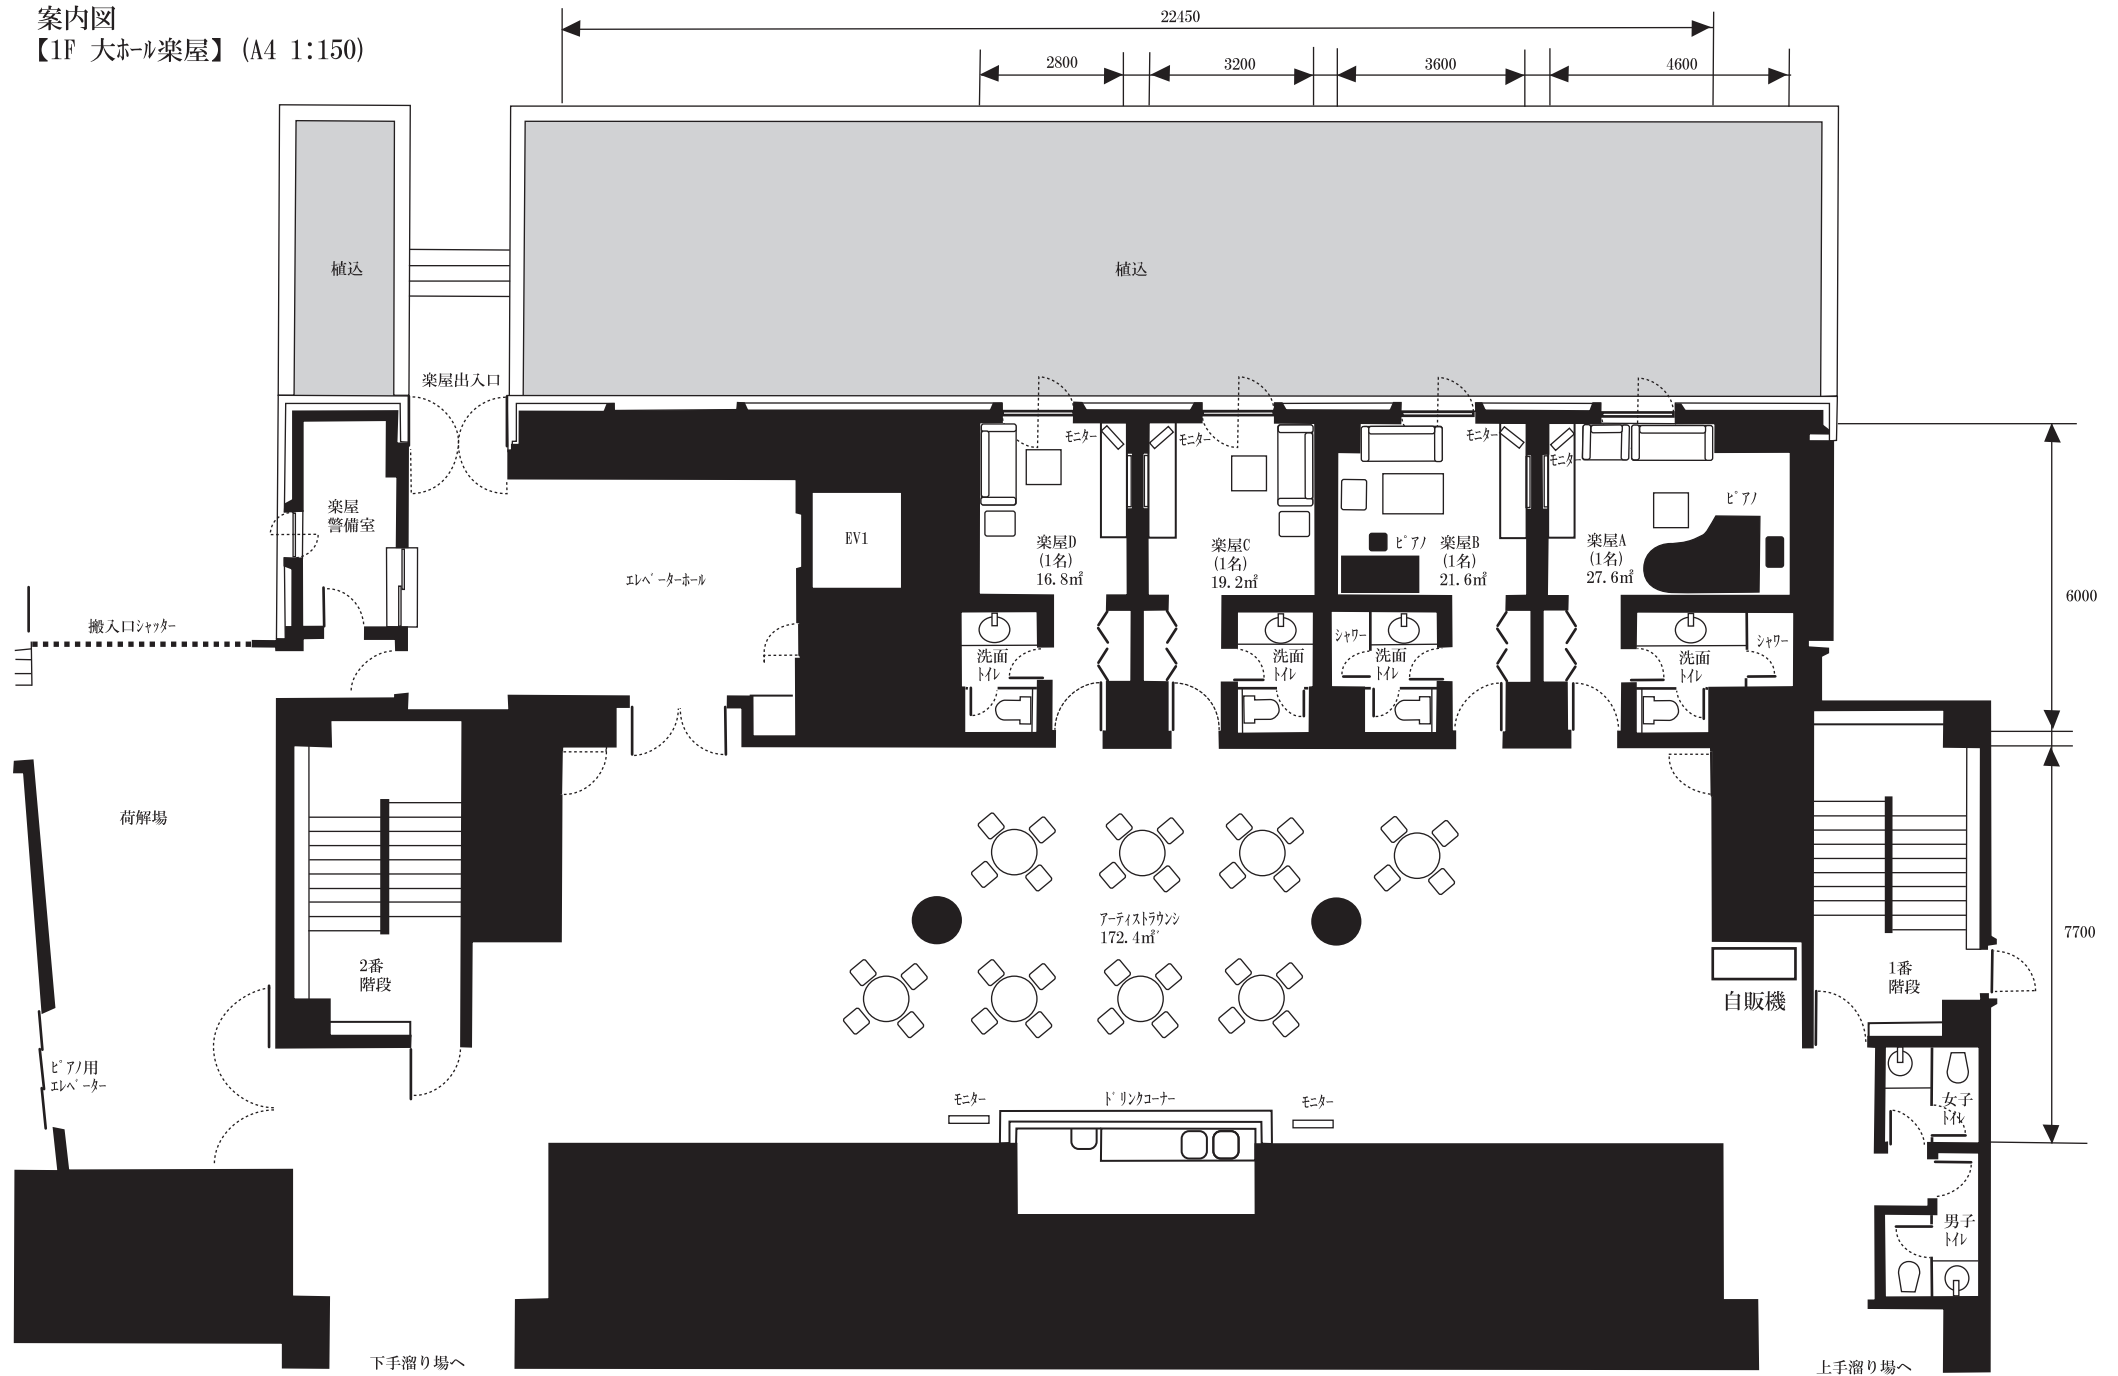 案内図
【1F 大ホール楽屋】(A4 1:150)
22450
2800
3200
3600
4600
植込
植込
楽屋出入口
モニター
モニター
モニター
モニター
楽屋
警備室
エレベーターホール
EV1
楽屋D
(1名)
16.8㎡
楽屋C
(1名)
19.2㎡
ピアノ
楽屋B
(1名)
21.6㎡
ピアノ
楽屋A
(1名)
27.6㎡
6000
搬入口シャッター
洗面
トイレ
洗面
トイレ
シャワー
洗面
トイレ
洗面
トイレ
シャワー
荷解場
アーティストラウンジ
172.4㎡
7700
2番
階段
1番
階段
自販機
ピアノ用
エレベーター
モニター
ドリンクコーナー
モニター
女子
トイレ
男子
トイレ
下手溜り場へ
上手溜り場へ